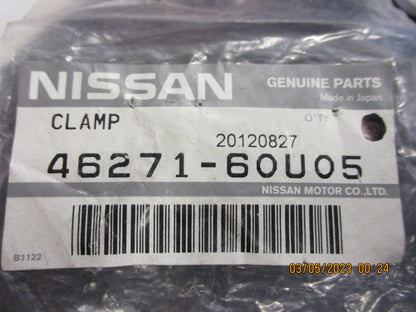 NISSAN
GENUINE PARTS
Made in Japan
CLAMP
Q'TY
20120827
46271-60U05
NISSAN MOTOR CO.,LTD.
B1122
03/05/2023 00:24